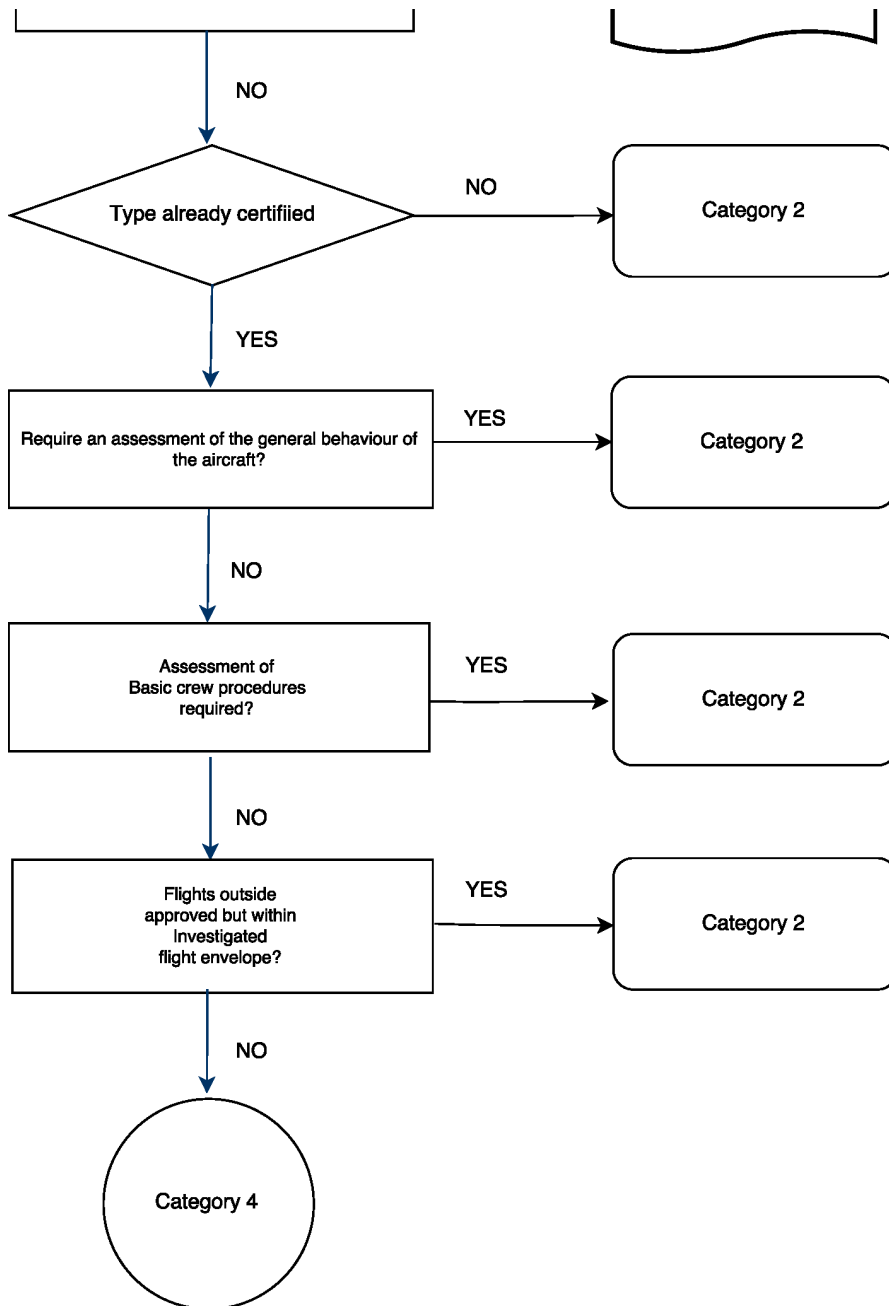 NO
Type already certifiied
NO
Category 2
YES
Require an assessment of the general behaviour of
the aircraft?
YES
Category 2
NO
Assessment of
Basic crew procedures
required?
YES
Category 2
NO
Flights outside
approved but within
Investigated
flight envelope?
YES
Category 2
NO
Category 4